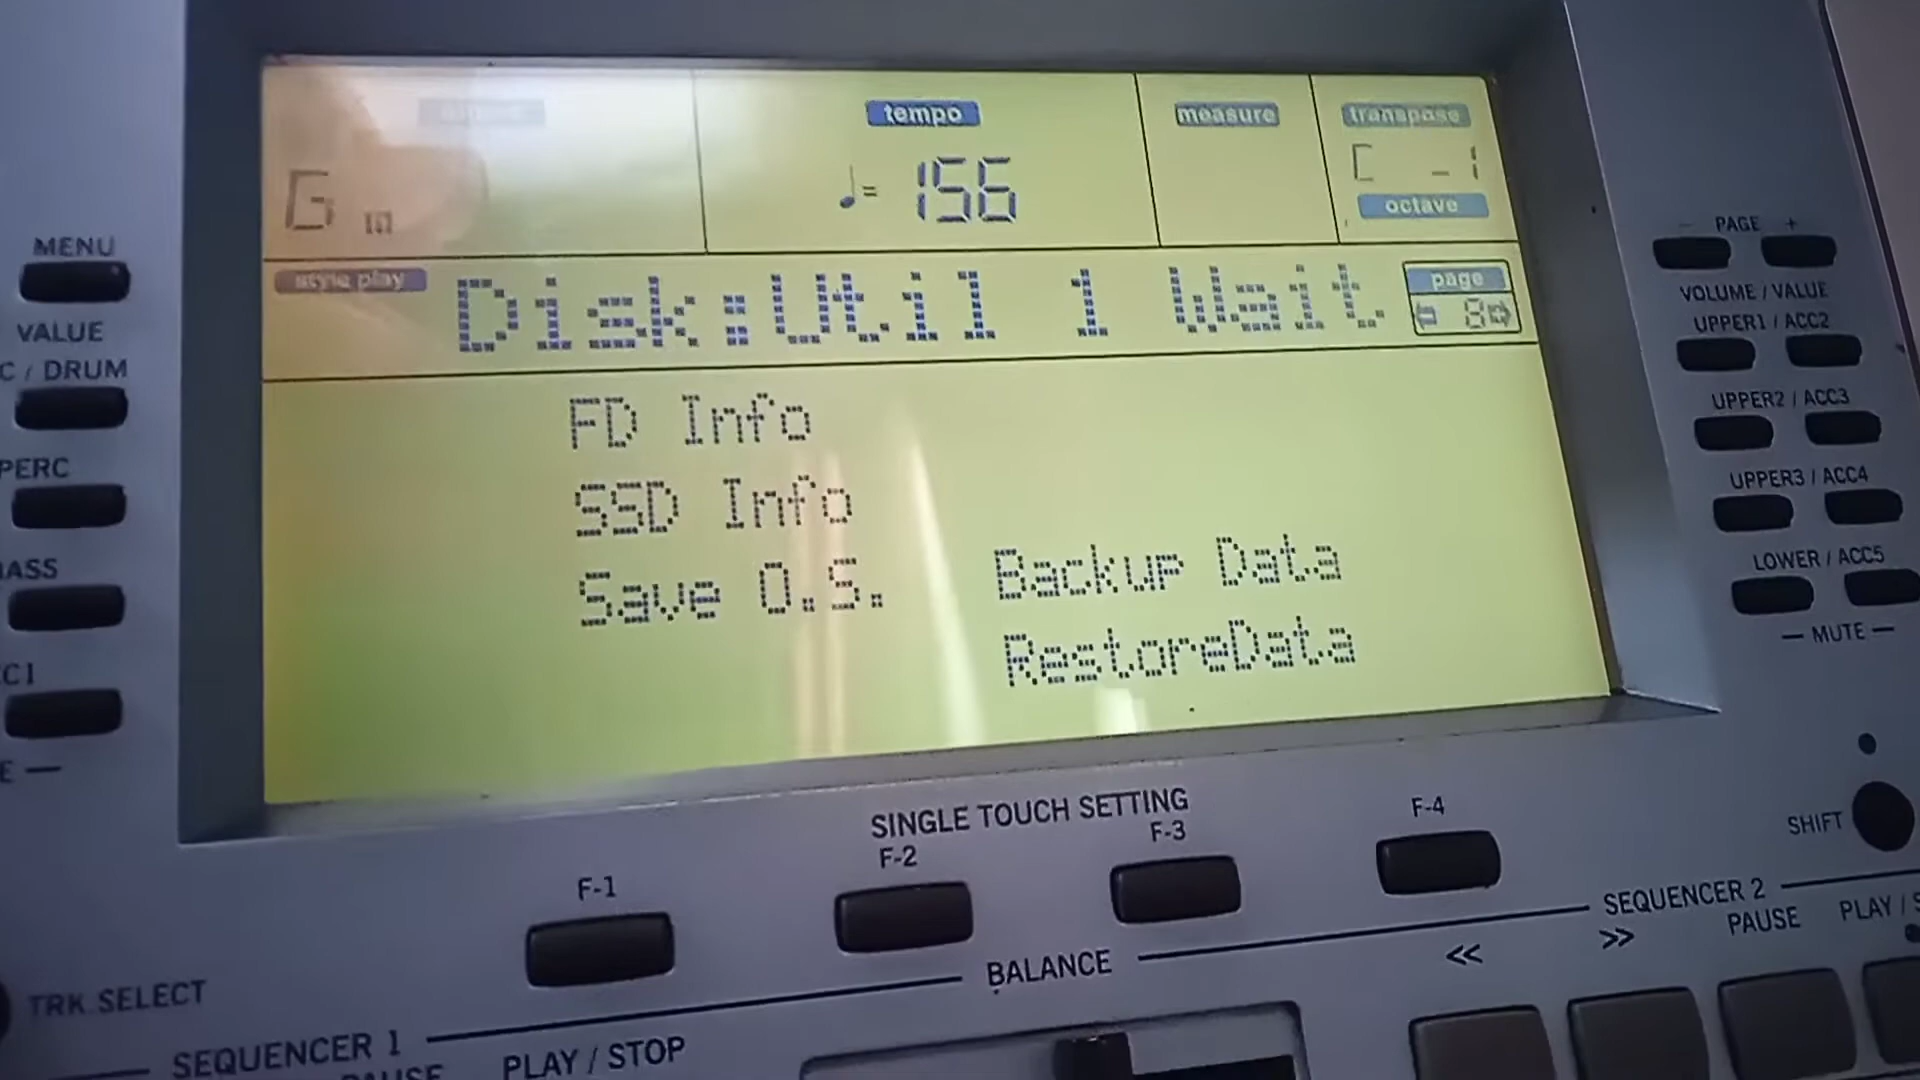 tempo
measure
transpose
G m
♩= 156
C -1
octave
style play
Disk:Util 1 Wait.
page
8
FD Info
SSD Info
Save O.S.
Backup Data
RestoreData
MENU
VALUE
C / DRUM
PERC
ASS
C1
E —
PAGE
- +
VOLUME / VALUE
UPPER1 / ACC2
UPPER2 / ACC3
UPPER3 / ACC4
LOWER / ACC5
— MUTE —
SHIFT
SINGLE TOUCH SETTING
F-1
F-2
F-3
F-4
BALANCE
TRK SELECT
SEQUENCER 1
PAUSE
PLAY / STOP
SEQUENCER 2
<<
>>
PAUSE
PLAY / S